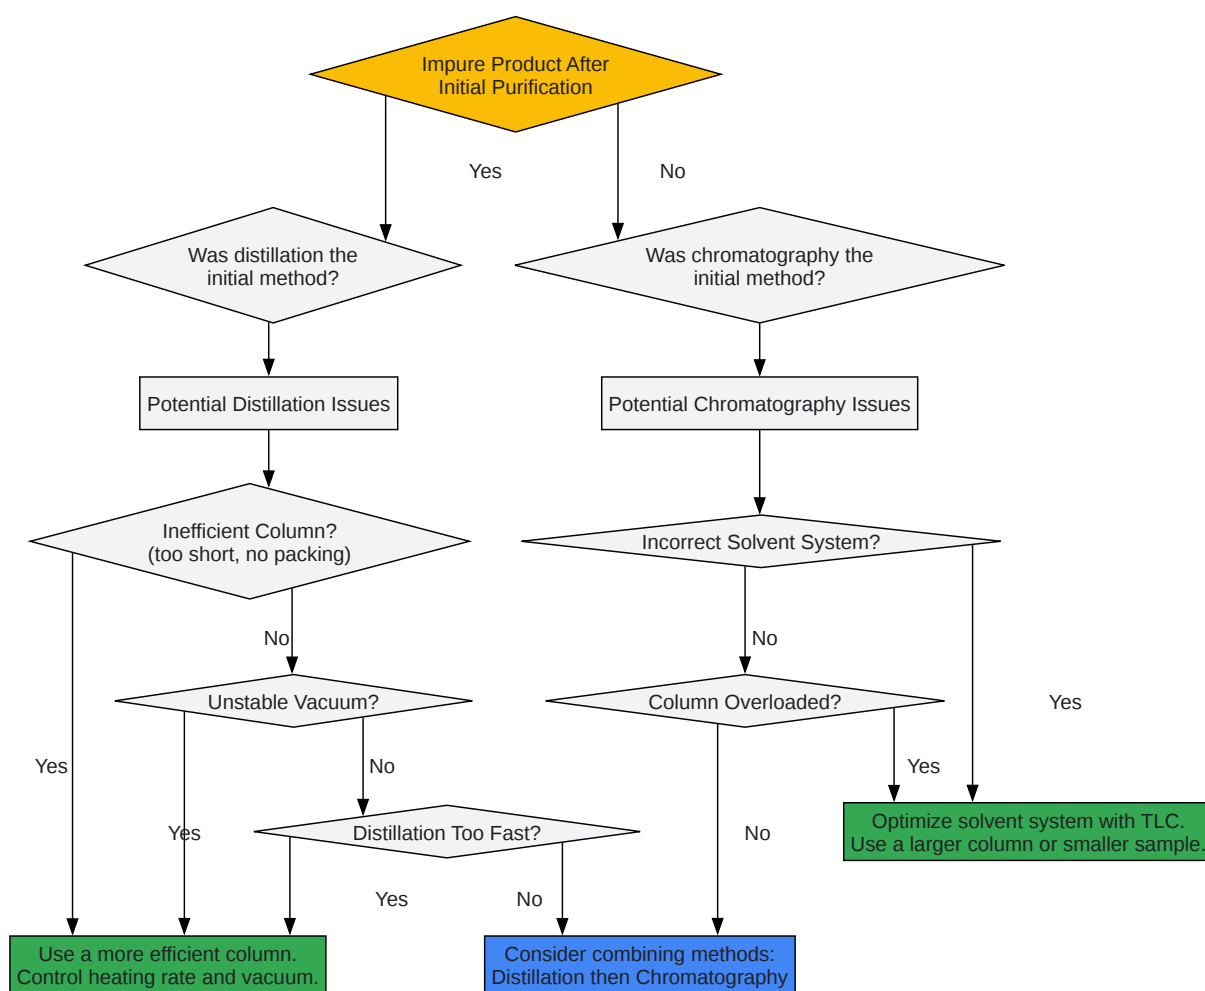 Impure Product After
Initial Purification
Yes
No
Was distillation the
initial method?
Was chromatography the
initial method?
Potential Distillation Issues
Potential Chromatography Issues
Inefficient Column?
(too short, no packing)
Incorrect Solvent System?
No
No
Unstable Vacuum?
Column Overloaded?
Yes
Yes
No
Yes
Yes
Distillation Too Fast?
No
Optimize solvent system with TLC.
Use a larger column or smaller sample.
Yes
No
Use a more efficient column.
Control heating rate and vacuum.
Consider combining methods:
Distillation then Chromatography